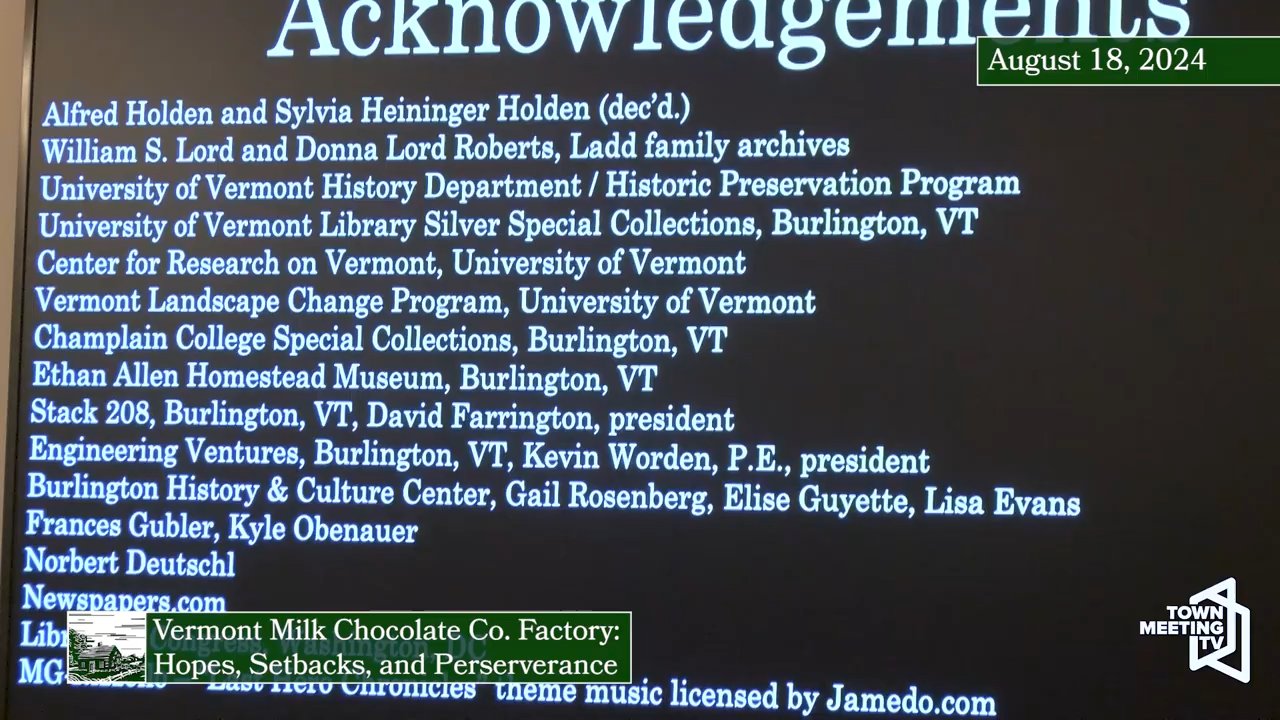 Acknowledgements
August 18, 2024
Alfred Holden and Sylvia Heininger Holden (dec'd.)
William S. Lord and Donna Lord Roberts, Ladd family archives
University of Vermont History Department / Historic Preservation Program
University of Vermont Library Silver Special Collections, Burlington, VT
Center for Research on Vermont, University of Vermont
Vermont Landscape Change Program, University of Vermont
Champlain College Special Collections, Burlington, VT
Ethan Allen Homestead Museum, Burlington, VT
Stack 208, Burlington, VT, David Farrington, president
Engineering Ventures, Burlington, VT, Kevin Worden, P.E., president
Burlington History & Culture Center, Gail Rosenberg, Elise Guyette, Lisa Evans
Frances Gubler, Kyle Obenauer
Norbert Deutschl
Newspapers.com
Congress, Washington, DC
"Last Hero Chronicles" theme music licensed by Jamedo.com
Vermont Milk Chocolate Co. Factory:
Hopes, Setbacks, and Perserverance
TOWN
MEETING
TV